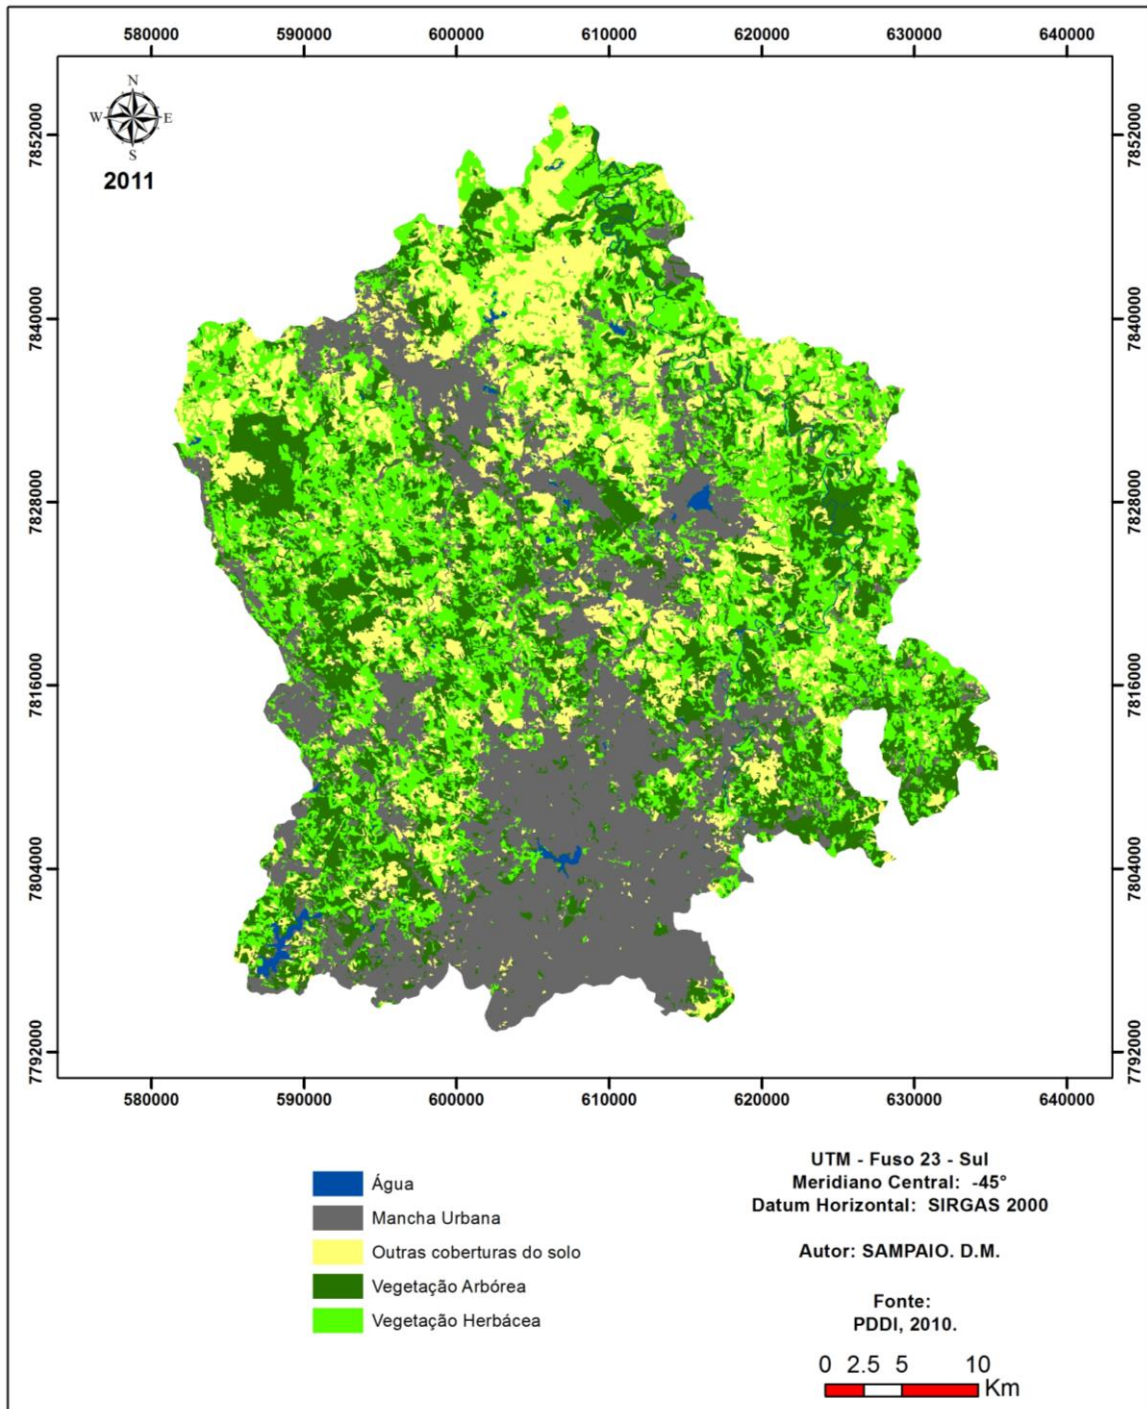 580000 590000 600000 610000 620000 630000 640000
N
W E
S
2011
7852000 7852000
7840000 7840000
7828000 7828000
7816000 7816000
7804000 7804000
7792000 7792000
580000 590000 600000 610000 620000 630000 640000
Água
Mancha Urbana
Outras coberturas do solo
Vegetação Arbórea
Vegetação Herbácea
UTM - Fuso 23 - Sul
Meridiano Central: -45°
Datum Horizontal: SIRGAS 2000
Autor: SAMPAIO. D.M.
Fonte:
PDDI, 2010.
0 2.5 5 10
Km